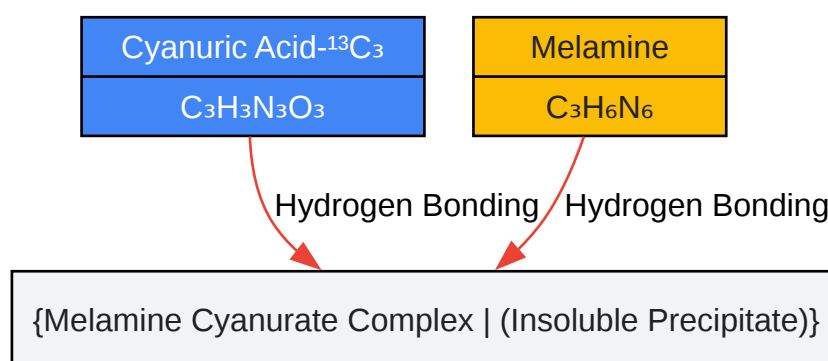 Cyanuric Acid-¹³C₃
Melamine
C₃H₃N₃O₃
C₃H₆N₆
Hydrogen Bonding
Hydrogen Bonding
{Melamine Cyanurate Complex | (Insoluble Precipitate)}